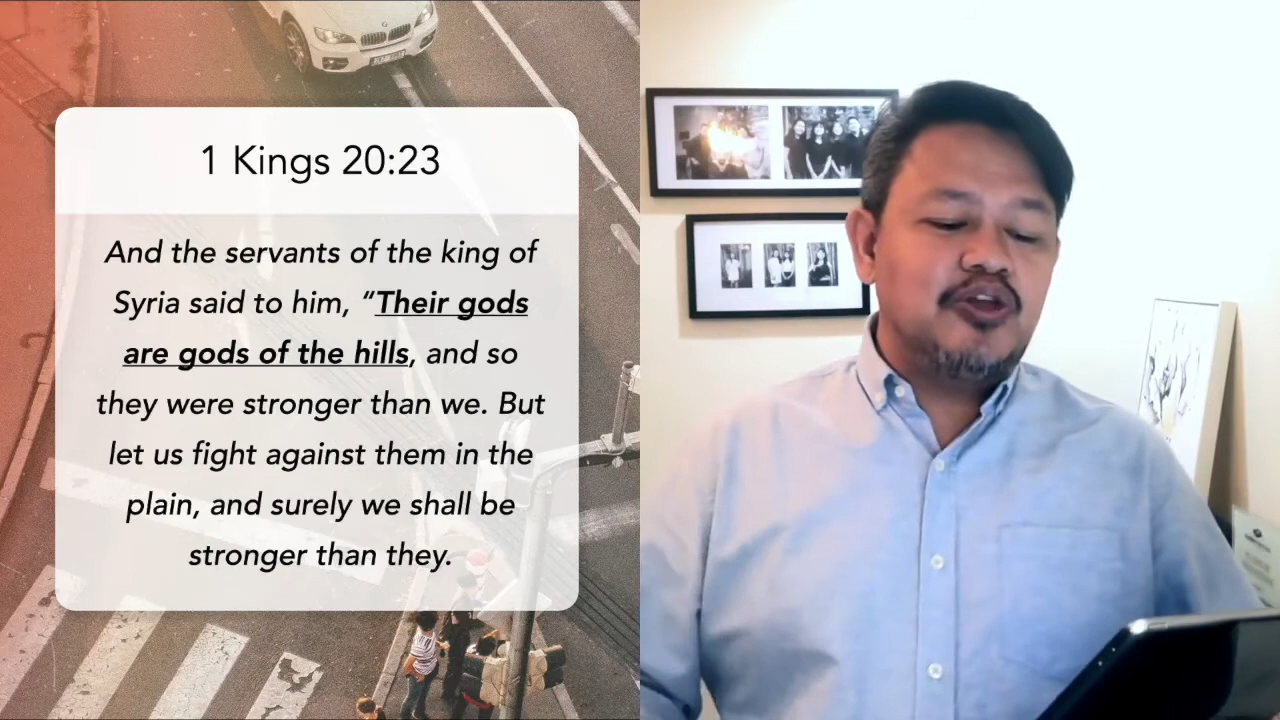 1 Kings 20:23
And the servants of the king of
Syria said to him, “Their gods
are gods of the hills, and so
they were stronger than we. But
let us fight against them in the
plain, and surely we shall be
stronger than they.